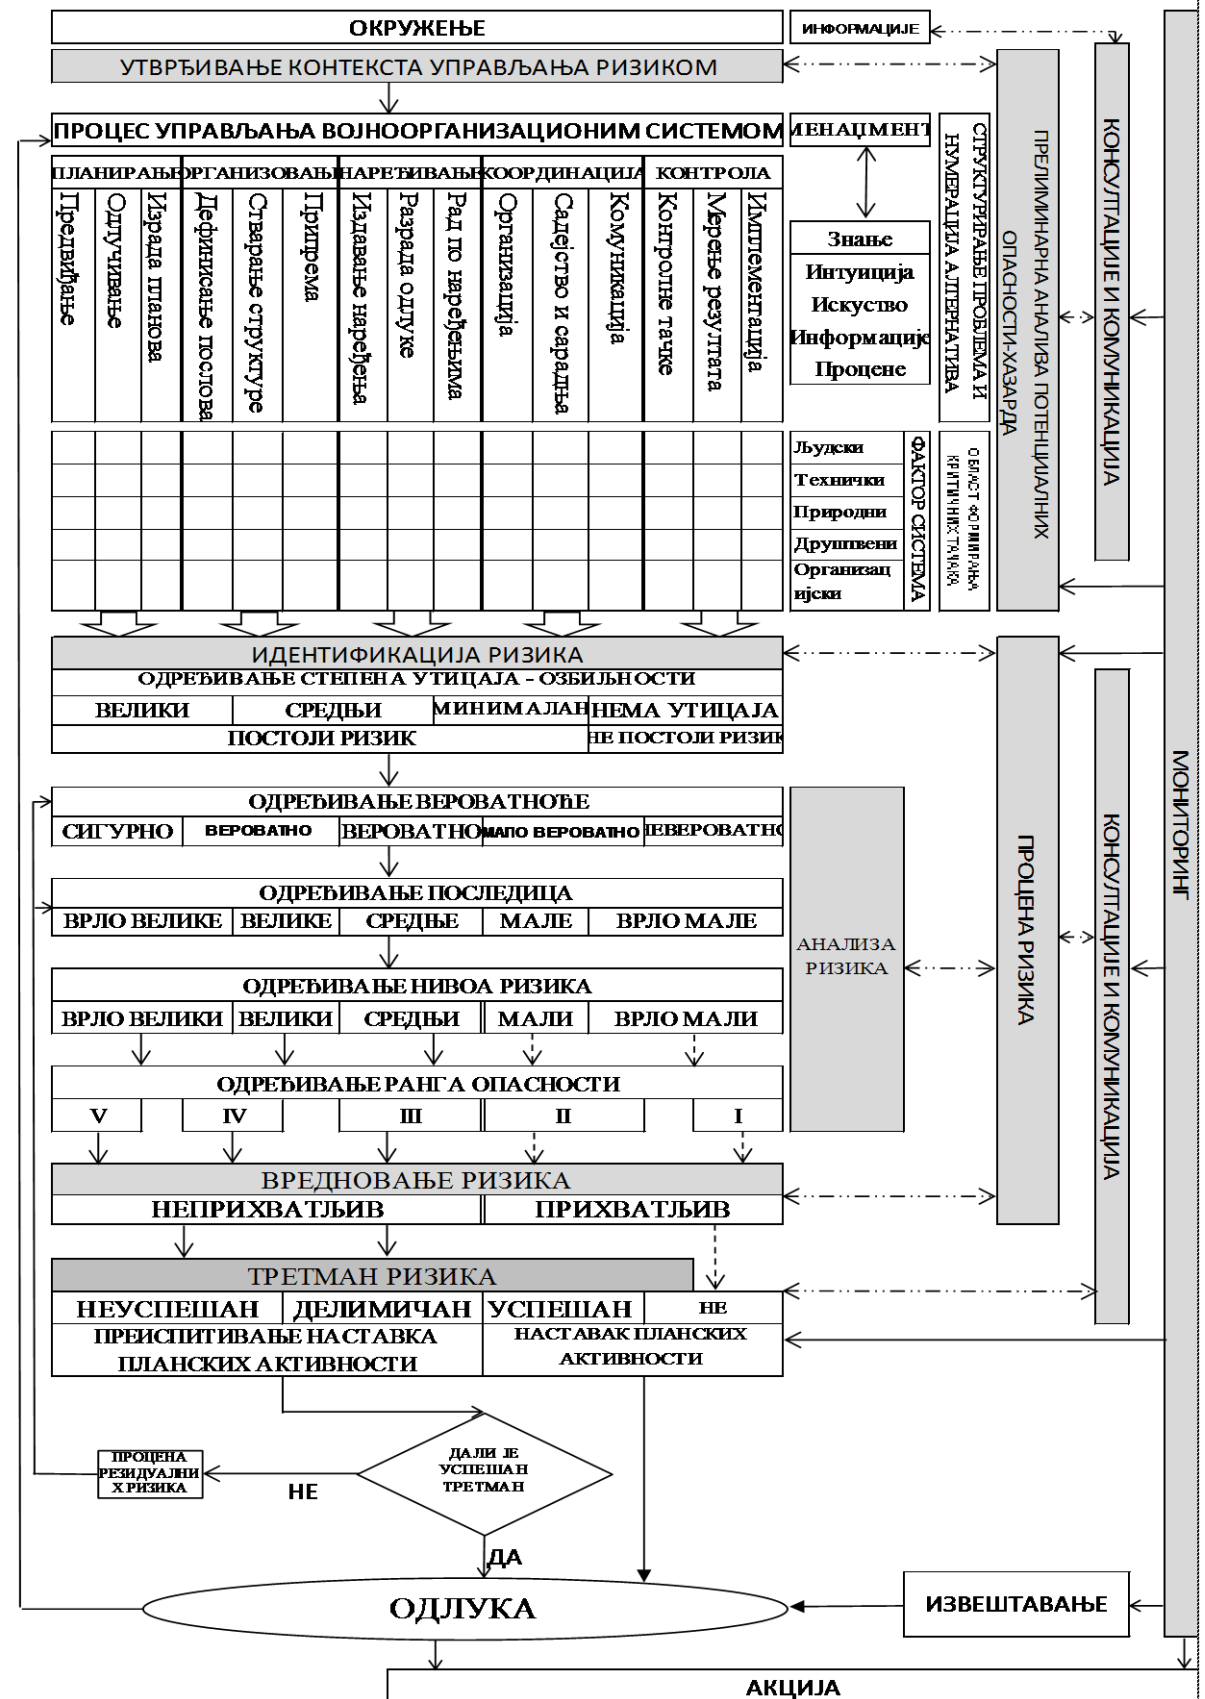 ОКРУЖЕЊЕ
ИНФОРМАЦИЈЕ
УТВРЂИВАЊЕ КОНТЕКСТА УПРАВЉАЊА РИЗИКОМ
ПРОЦЕС УПРАВЉАЊА ВОЈНООРГАНИЗАЦИОНИМ СИСТЕМОМ
МЕНАЏМЕНТ
ПЛАНИРАЊЕ
ОРГАНИЗОВАЊЕ
НАРЕЂИВАЊЕ
КООРДИНАЦИЈА
КОНТРОЛА
Предвиђање
Одлучивање
Израда планова
Дефинисање послова
Стварање структуре
Припрема
Издавање наређења
Разрада одлуке
Рад по наређењима
Организација
Садејство и сарадња
Комуникација
Контролне тачке
Мерење резултата
Имплементација
Знање
Интуиција
Искуство
Информације
Процене
СТРУКТУРИРАЊЕ ПРОБЛЕМА И
НУМЕРАЦИЈА АЛТЕРНАТИВА
ПРЕЛИМИНАРНА АНАЛИЗА ПОТЕНЦИЈАЛНИХ
ОПАСНОСТИ-ХАЗАРДА
КОНСУЛТАЦИЈЕ И КОМУНИКАЦИЈА
МОНИТОРИНГ
Људски
Технички
Природни
Друштвени
Организац
ијски
ФАКТОР СИСТЕМА
ОБЛАСТ ФОРМИРАЊА
КРИТИЧНИХ ТАЧАКА
ИДЕНТИФИКАЦИЈА РИЗИКА
ОДРЕЂИВАЊЕ СТЕПЕНА УТИЦАЈА - ОЗБИЉНОСТИ
ВЕЛИКИ
СРЕДЊИ
МИНИМАЛАН
НЕМА УТИЦАЈА
ПОСТОЈИ РИЗИК
НЕ ПОСТОЈИ РИЗИК
ОДРЕЂИВАЊЕ ВЕРОВАТНОЋЕ
СИГУРНО
ВЕРОВАТНО
ВЕРОВАТНО
МАЛО ВЕРОВАТНО
НЕВЕРОВАТНО
ОДРЕЂИВАЊЕ ПОСЛЕДИЦА
ВРЛО ВЕЛИКЕ
ВЕЛИКЕ
СРЕДЊЕ
МАЛЕ
ВРЛО МАЛЕ
ОДРЕЂИВАЊЕ НИВОА РИЗИКА
ВРЛО ВЕЛИКИ
ВЕЛИКИ
СРЕДЊИ
МАЛИ
ВРЛО МАЛИ
ОДРЕЂИВАЊЕ РАНГА ОПАСНОСТИ
V
IV
III
II
I
АНАЛИЗА
РИЗИКА
ПРОЦЕНА РИЗИКА
КОНСУЛТАЦИЈЕ И КОМУНИКАЦИЈА
ВРЕДНОВАЊЕ РИЗИКА
НЕПРИХВАТЉИВ
ПРИХВАТЉИВ
ТРЕТМАН РИЗИКА
НЕУСПЕШАН
ДЕЛИМИЧАН
УСПЕШАН
НЕ
ПРЕИСПИТИВАЊЕ НАСТАВКА
ПЛАНСКИХ АКТИВНОСТИ
НАСТАВАК ПЛАНСКИХ
АКТИВНОСТИ
ДА ЛИ ЈЕ
УСПЕШАН
ТРЕТМАН
ПРОЦЕНА
РЕЗИДУАЛНИ
Х РИЗИКА
НЕ
ДА
ОДЛУКА
ИЗВЕШТАВАЊЕ
АКЦИЈА